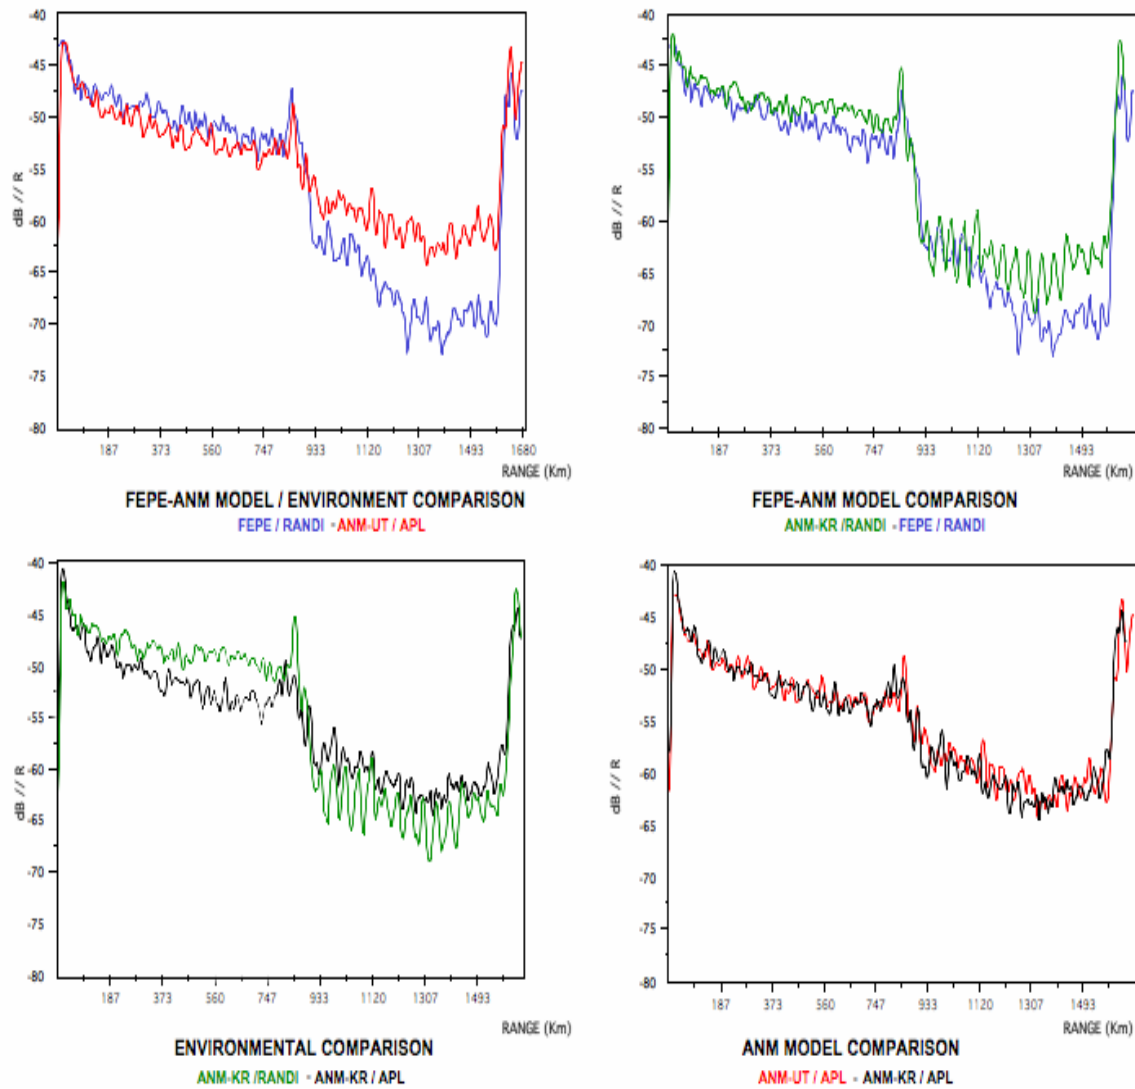 -40
-45
-50
-55
-60
-65
-70
-75
-80
dB // R
187 373 560 747 933 1120 1307 1493 1680
RANGE (Km)
FEPE-ANM MODEL / ENVIRONMENT COMPARISON
FEPE / RANDI - ANM-UT / APL
-40
-45
-50
-55
-60
-65
-70
-75
-80
dB // R
187 373 560 747 933 1120 1307 1493
RANGE (Km)
FEPE-ANM MODEL COMPARISON
ANM-KR /RANDI - FEPE / RANDI
-40
-45
-50
-55
-60
-65
-70
-75
-80
dB // R
187 373 560 747 933 1120 1307 1493
RANGE (Km)
ENVIRONMENTAL COMPARISON
ANM-KR /RANDI - ANM-KR / APL
-40
-45
-50
-55
-60
-65
-70
-75
-80
dB // R
187 373 560 747 933 1120 1307 1493
RANGE (Km)
ANM MODEL COMPARISON
ANM-UT / APL - ANM-KR / APL